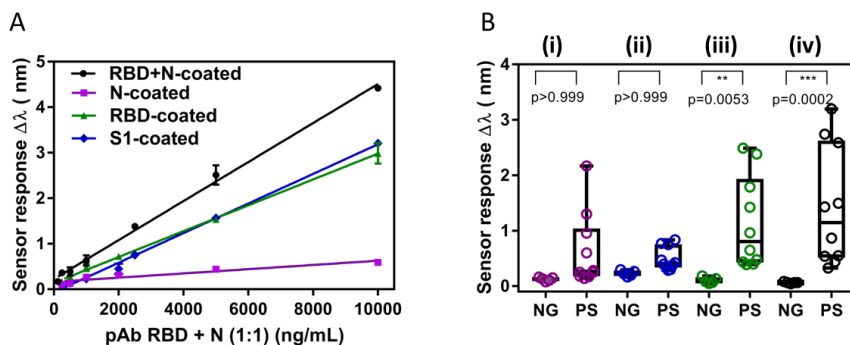 A
Sensor response Δλ ( nm)
5
4
3
2
1
0
RBD+N-coated
N-coated
RBD-coated
S1-coated
0 2000 4000 6000 8000 10000
pAb RBD + N (1:1) (ng/mL)
B
(i) (ii) (iii) (iv)
Sensor response Δλ ( nm)
4
3
2
1
0
** ***
p>0.999 p>0.999 p=0.0053 p=0.0002
NG PS NG PS NG PS NG PS